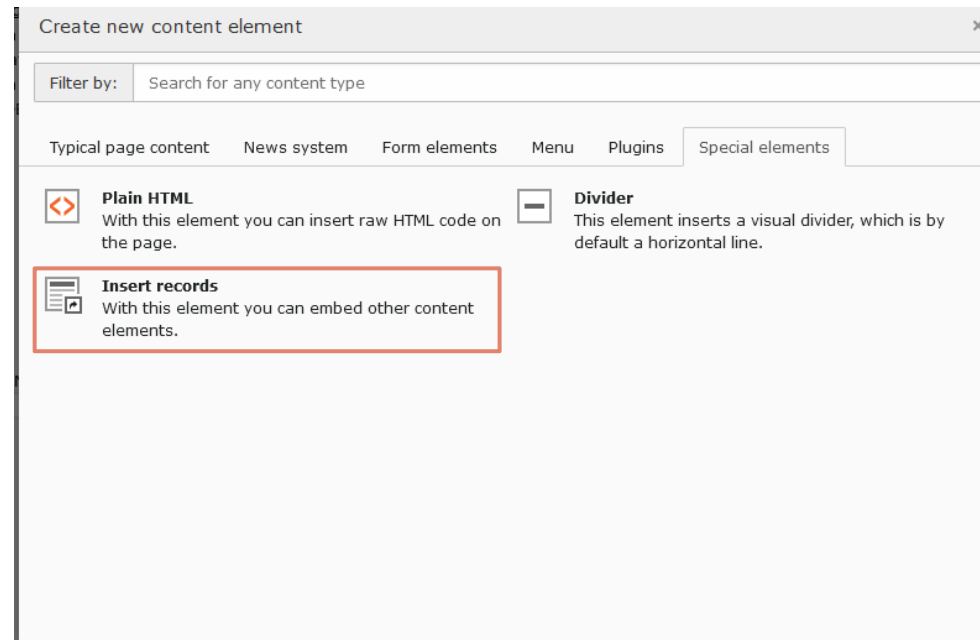 Create new content element
Filter by: Search for any content type
Typical page content News system Form elements Menu Plugins Special elements
Plain HTML
With this element you can insert raw HTML code on
the page.
Divider
This element inserts a visual divider, which is by
default a horizontal line.
Insert records
With this element you can embed other content
elements.